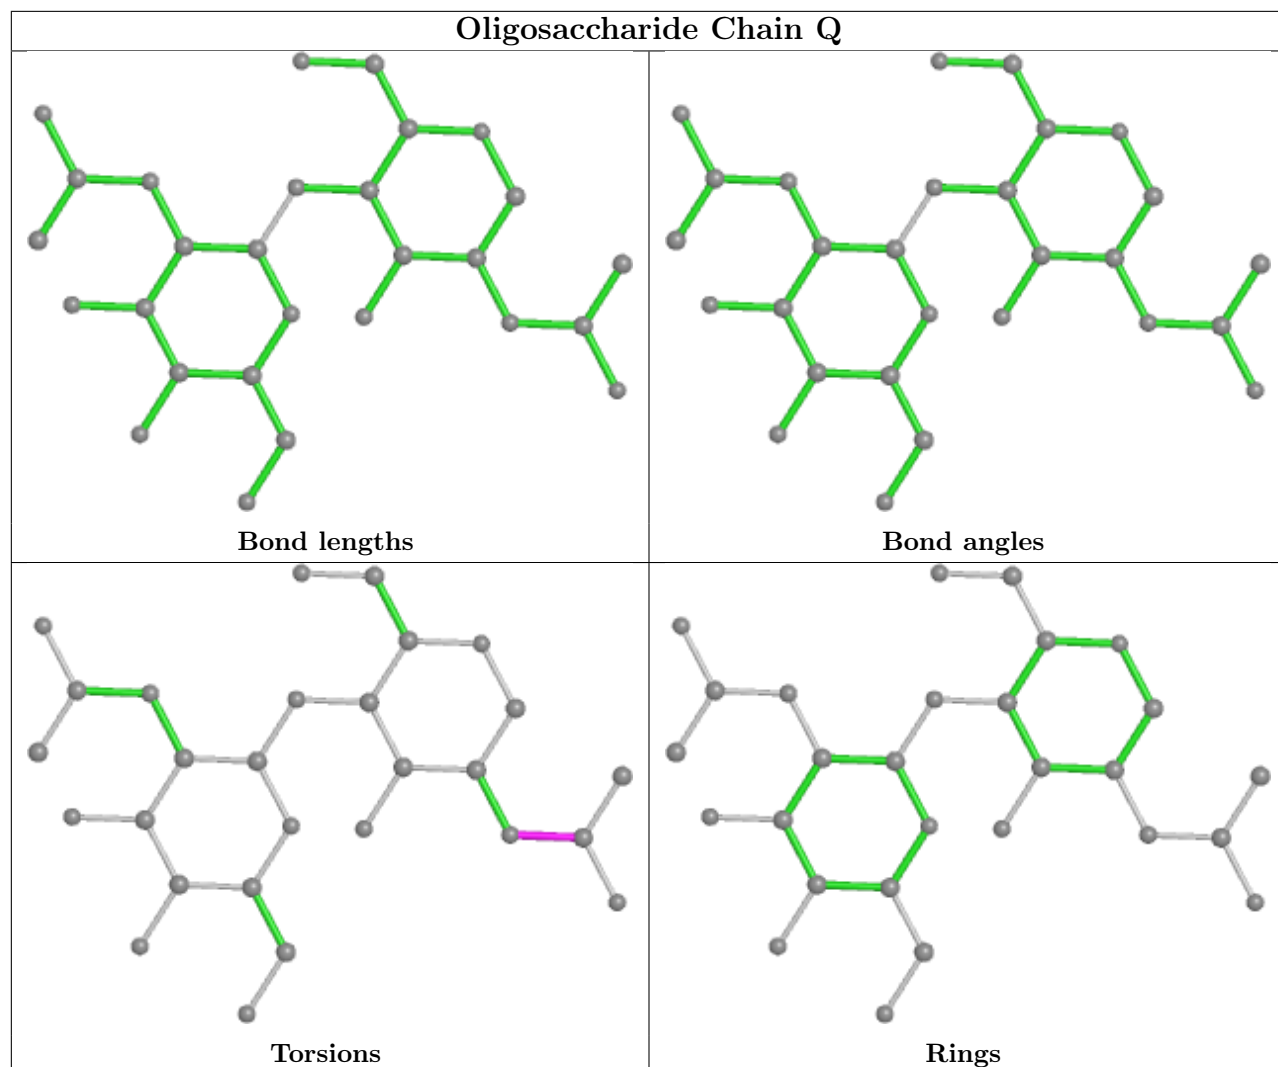 Oligosaccharide Chain Q
Bond lengths
Bond angles
Torsions
Rings